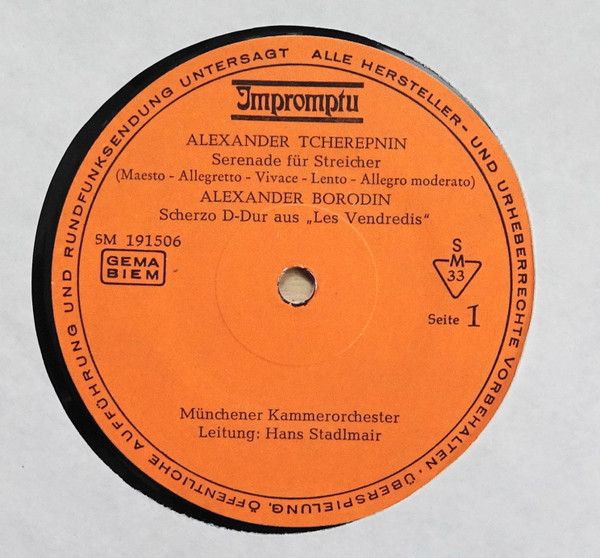 ALLE HERSTELLER- UND URHEBERRECHTE VORBEHALTEN · ÜBERSPIELUNG, ÖFFENTLICHE AUFFÜHRUNG UND RUNDFUNKSENDUNG UNTERSAGT
Impromptu
ALEXANDER TCHEREPNIN
Serenade für Streicher
(Maesto - Allegretto - Vivace - Lento - Allegro moderato)
ALEXANDER BORODIN
Scherzo D-Dur aus „Les Vendredis“
SM 191506
GEMA
BIEM
S
M
33
Seite 1
Münchener Kammerorchester
Leitung: Hans Stadlmair